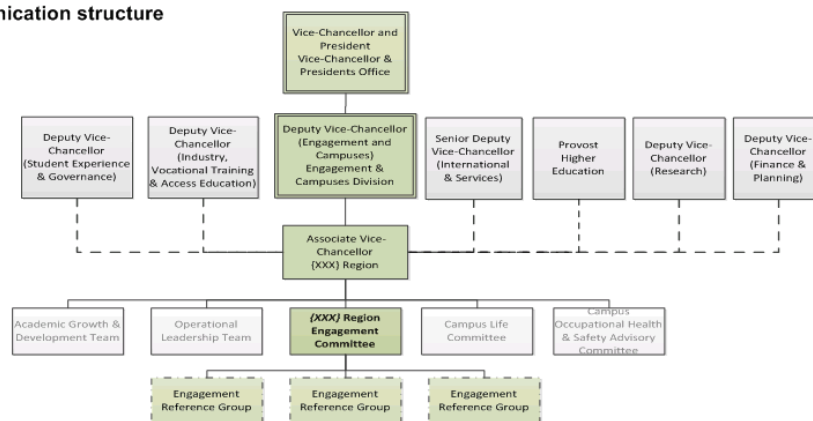 nication structure
Vice-Chancellor and
President
Vice-Chancellor &
Presidents Office
Deputy Vice-
Chancellor
(Student Experience
& Governance)
Deputy Vice-
Chancellor
(Industry,
Vocational Training
& Access Education)
Deputy Vice-Chancellor
(Engagement and
Campuses)
Engagement &
Campuses Division
Senior Deputy
Vice-Chancellor
(International
& Services)
Provost
Higher
Education
Deputy Vice-
Chancellor
(Research)
Deputy Vice-
Chancellor
(Finance &
Planning)
Associate Vice-
Chancellor
{XXX} Region
Academic Growth &
Development Team
Operational
Leadership Team
{XXX} Region
Engagement
Committee
Campus Life
Committee
Campus
Occupational Health
& Safety Advisory
Committee
Engagement
Reference Group
Engagement
Reference Group
Engagement
Reference Group